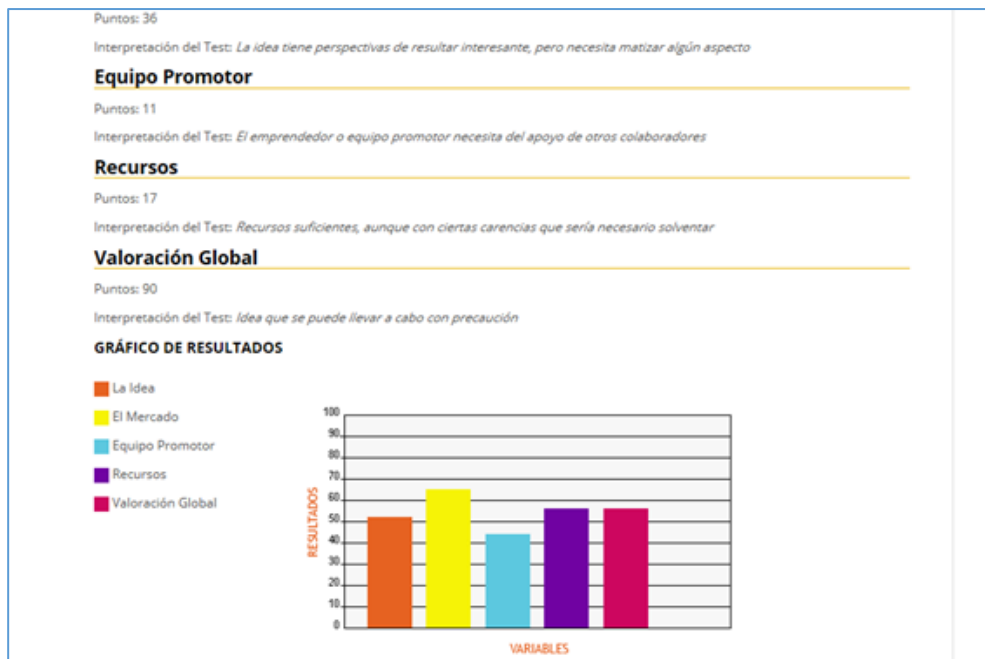 Puntos: 36
Interpretación del Test: La idea tiene perspectivas de resultar interesante, pero necesita matizar algún aspecto
Equipo Promotor
Puntos: 11
Interpretación del Test: El emprendedor o equipo promotor necesita del apoyo de otros colaboradores
Recursos
Puntos: 17
Interpretación del Test: Recursos suficientes, aunque con ciertas carencias que sería necesario solventar
Valoración Global
Puntos: 90
Interpretación del Test: Idea que se puede llevar a cabo con precaución
GRÁFICO DE RESULTADOS
La Idea
El Mercado
Equipo Promotor
Recursos
Valoración Global
100
90
80
70
60
50
40
30
20
10
0
RESULTADOS
VARIABLES